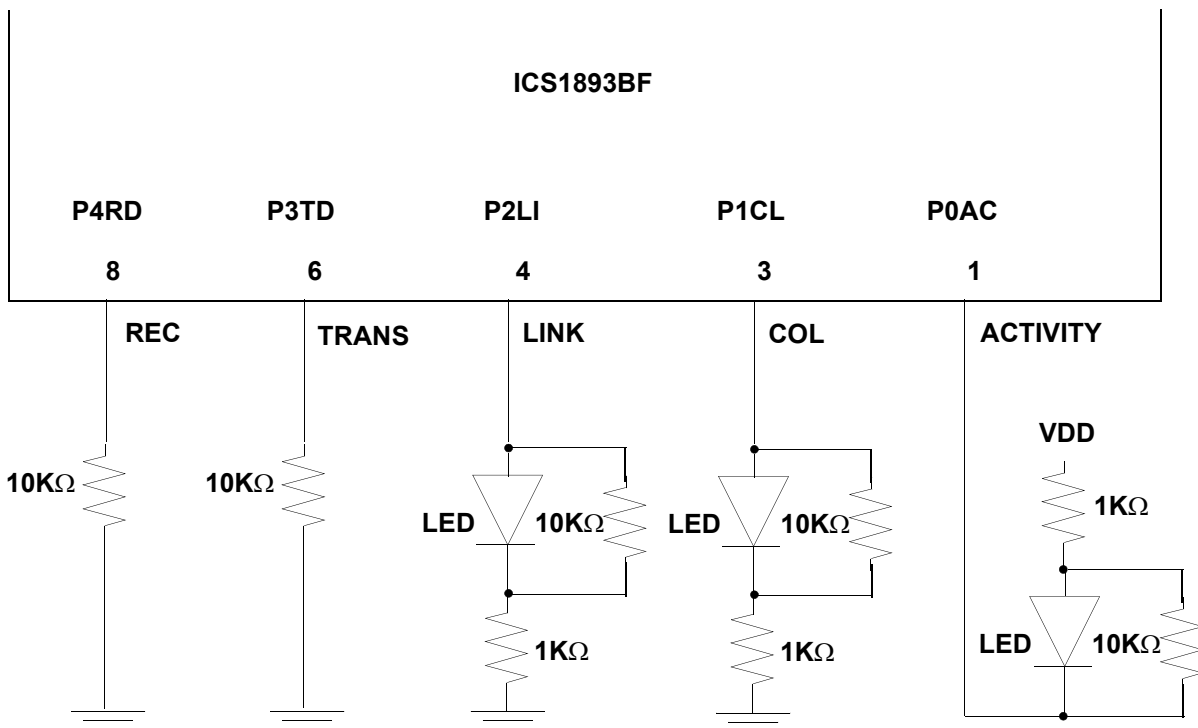 ICS1893BF
P4RD P3TD P2LI P1CL P0AC
8 6 4 3 1
REC TRANS LINK COL ACTIVITY
VDD
10KΩ 10KΩ 1KΩ
LED 10KΩ LED 10KΩ
1KΩ 1KΩ LED 10KΩ